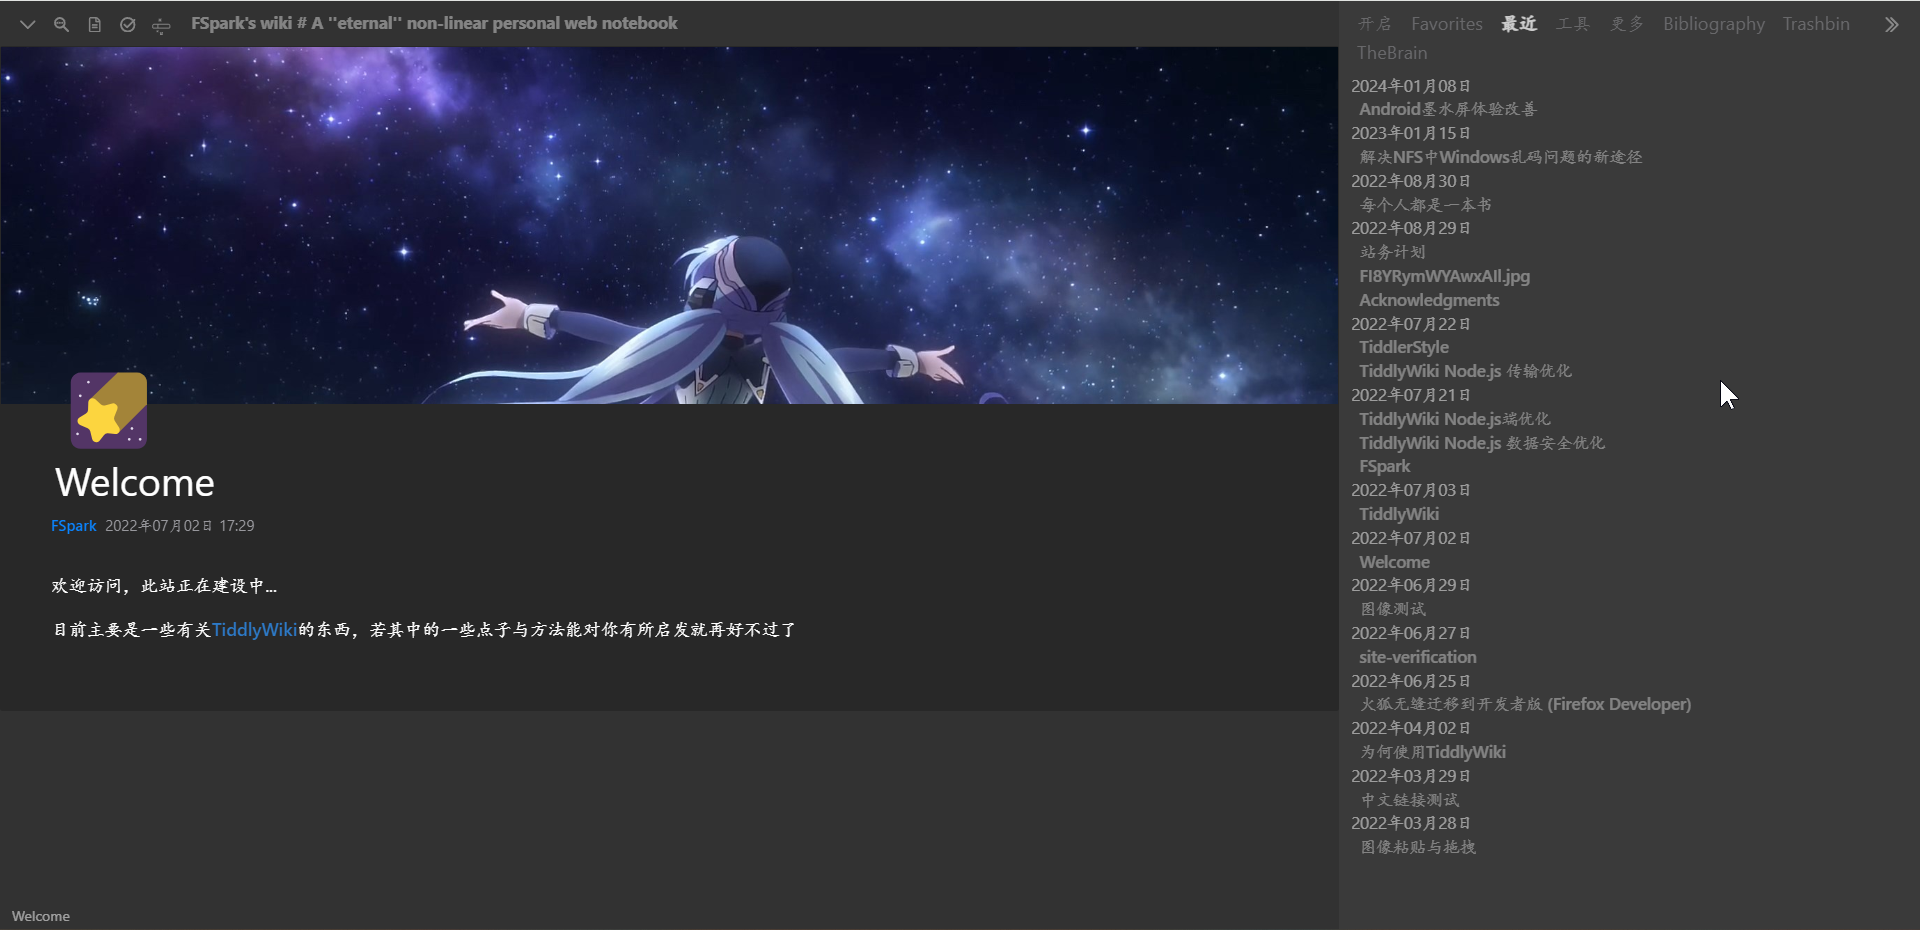 FSpark's wiki # A "eternal" non-linear personal web notebook
Welcome
FSpark 2022年07月02日 17:29
欢迎访问，此站正在建设中...
目前主要是一些有关TiddlyWiki的东西，若其中的一些点子与方法能对你有所启发就再好不过了
Welcome
开启 Favorites 最近 工具 更多 Bibliography Trashbin
TheBrain
2024年01月08日
Android墨水屏体验改善
2023年01月15日
解决NFS中Windows乱码问题的新途径
2022年08月30日
每个人都是一本书
2022年08月29日
站务计划
FI8YRymWYAwxAIl.jpg
Acknowledgments
2022年07月22日
TiddlerStyle
TiddlyWiki Node.js 传输优化
2022年07月21日
TiddlyWiki Node.js端优化
TiddlyWiki Node.js 数据安全优化
FSpark
2022年07月03日
TiddlyWiki
2022年07月02日
Welcome
2022年06月29日
图像测试
2022年06月27日
site-verification
2022年06月25日
火狐无缝迁移到开发者版 (Firefox Developer)
2022年04月02日
为何使用TiddlyWiki
2022年03月29日
中文链接测试
2022年03月28日
图像粘贴与拖拽